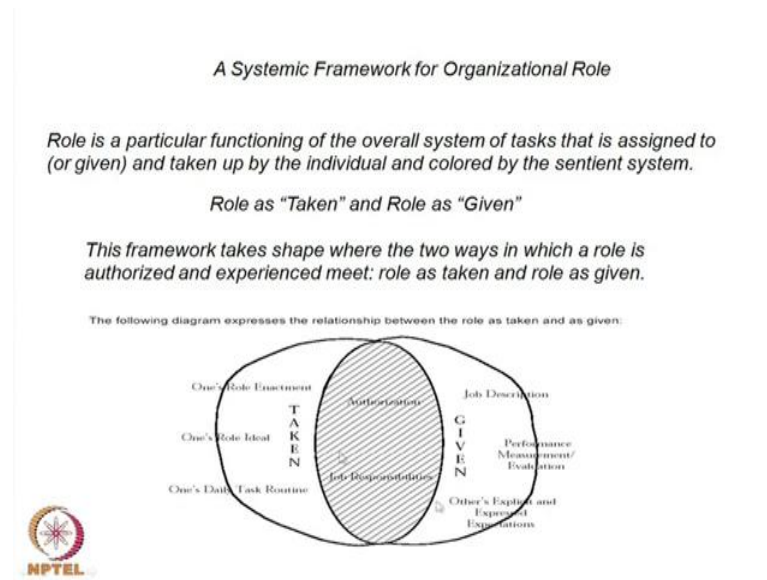 A Systemic Framework for Organizational Role
Role is a particular functioning of the overall system of tasks that is assigned to
(or given) and taken up by the individual and colored by the sentient system.
Role as “Taken” and Role as “Given”
This framework takes shape where the two ways in which a role is
authorized and experienced meet: role as taken and role as given.
The following diagram expresses the relationship between the role as taken and as given:
One's Role Enactment
One's Role Ideal
One's Daily Task Routine
TAKEN
Authorization
Job Responsibilities
GIVEN
Job Description
Performance
Measurement/
Evaluation
Other's Explicit and
Expressed
Expectations
NPTEL